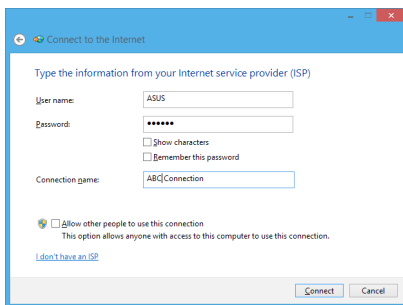 Connect to the Internet
Type the information from your Internet service provider (ISP)
User name:
ASUS
Password:
••••••
Show characters
Remember this password
Connection name:
ABC Connection
Allow other people to use this connection
This option allows anyone with access to this computer to use this connection.
I don't have an ISP
Connect
Cancel